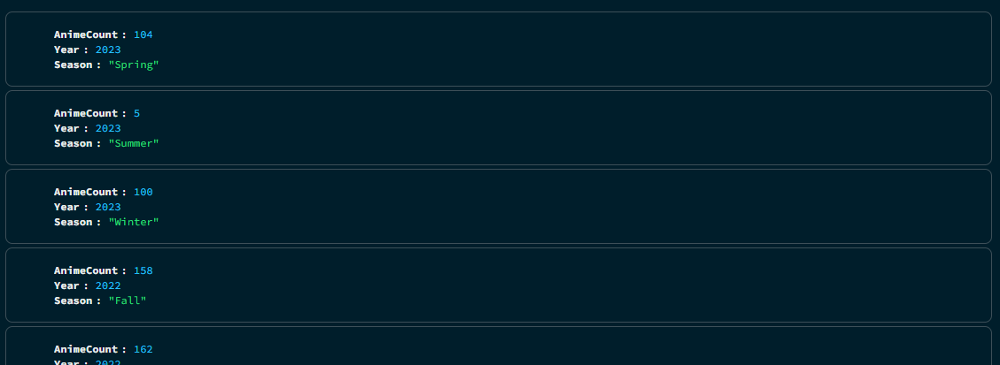 AnimeCount : 104
Year : 2023
Season : "Spring"
AnimeCount : 5
Year : 2023
Season : "Summer"
AnimeCount : 100
Year : 2023
Season : "Winter"
AnimeCount : 158
Year : 2022
Season : "Fall"
AnimeCount : 162
Year : 2022